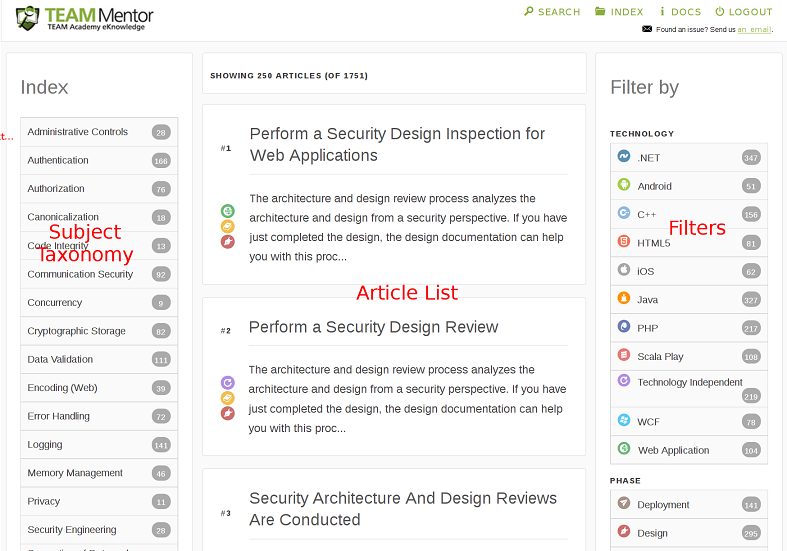 TEAM Mentor
TEAM Academy eKnowledge
SEARCH
INDEX
DOCS
LOGOUT
Found an issue? Send us an email.
Index
Administrative Controls 28
Authentication 166
Authorization 76
Canonicalization 18
Code Integrity 13
Communication Security 92
Concurrency 9
Cryptographic Storage 82
Data Validation 111
Encoding (Web) 39
Error Handling 72
Logging 141
Memory Management 46
Privacy 11
Security Engineering 28
Subject
Taxonomy
SHOWING 250 ARTICLES (OF 1751)
#1
Perform a Security Design Inspection for
Web Applications
The architecture and design review process analyzes the
architecture and design from a security perspective. If you have
just completed the design, the design documentation can help
you with this proc...
Article List
#2
Perform a Security Design Review
The architecture and design review process analyzes the
architecture and design from a security perspective. If you have
just completed the design, the design documentation can help
you with this proc...
#3
Security Architecture And Design Reviews
Are Conducted
Filter by
TECHNOLOGY
.NET 347
Android 51
C++ 156
Filters
HTML5 81
iOS 62
Java 327
PHP 217
Scala Play 108
Technology Independent
219
WCF 78
Web Application 104
PHASE
Deployment 141
Design 295